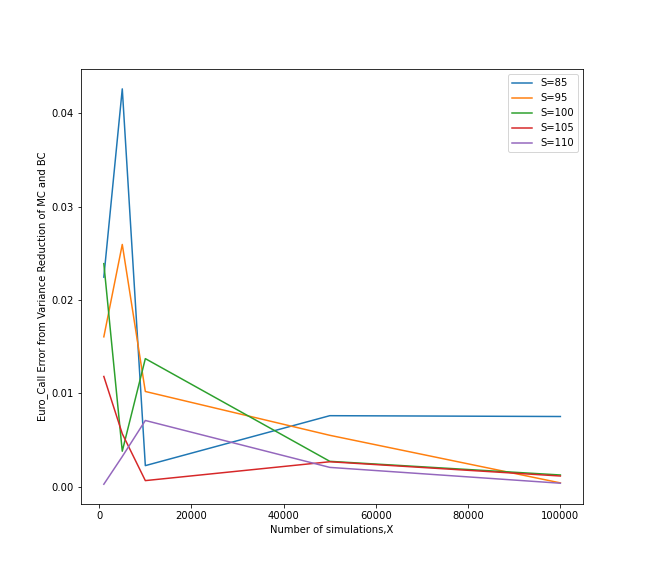 S=85
S=95
S=100
S=105
S=110
0.04
0.03
0.02
0.01
0.00
Euro_Call Error from Variance Reduction of MC and BC
0
20000
40000
60000
80000
100000
Number of simulations,X